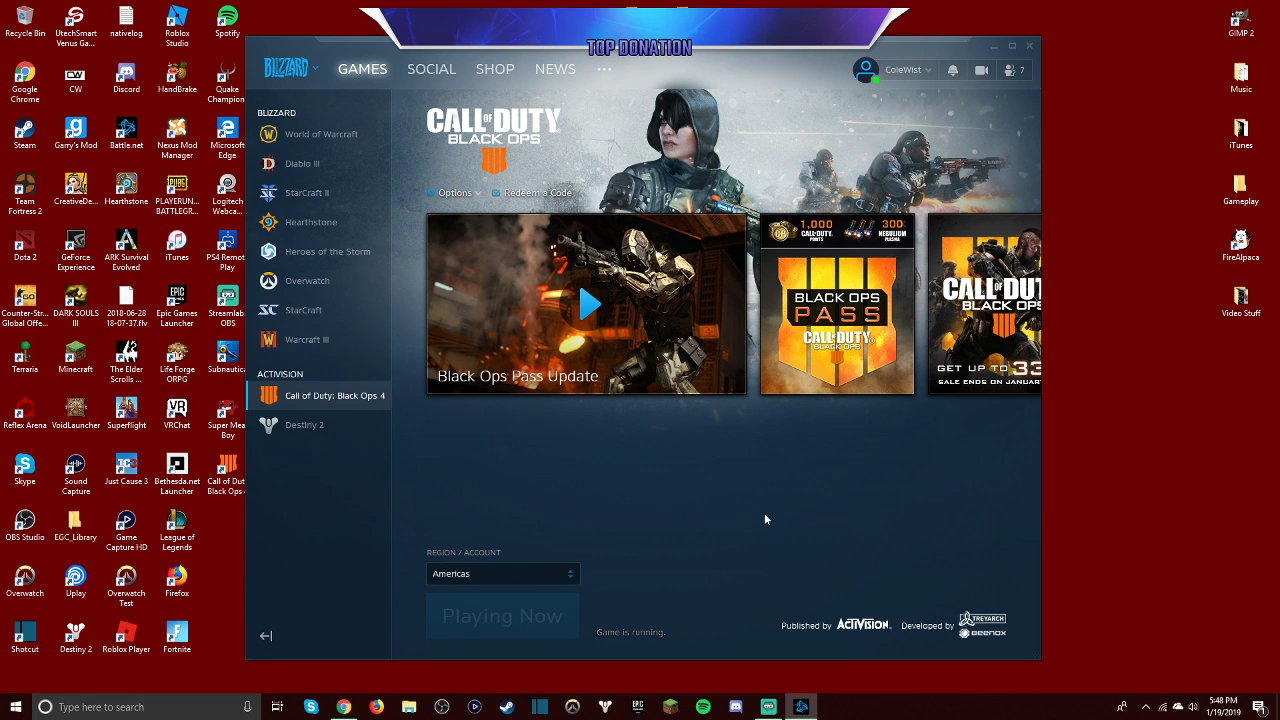 TOP DONATION
Recycle Bin
UtechSmart
Venus Ga...
nativelog
Roblox
Studio
Spotify
Google
Chrome
CW
Discord
HandBrake
Quake
Champion
Steam
Garry's Mod
Battle.net
Nexus Mod
Manager
Microsoft
Edge
Team
Fortress 2
CreativeDe...
Hearthstone
PLAYERUN...
BATTLEGR...
Logitech
Webca...
Dota 2
GeForce
Experience
ARK Survival
Evolved
iTunes
PS4 Remot
Play
Counter-Str...
Global Offe...
DARK SOULS
III
2018-06-28
18-07-37.flv
Epic Games
Launcher
Streamlab
OBS
Terraria
Minecraft
The Elder
Scrolls ...
Life Forge
ORPG
Subnautica
Reflex Arena
VoidLauncher
Superflight
VRChat
Super Mea
Boy
Skype
Sound
Capture
Just Cause 3
Bethesda.net
Launcher
Call of Dut
Black Ops
OBS Studio
EGC_Library
Game
Capture HD
League of
Legends
Overwatch
Uplay
Overwatch
Test
Firefox
Shotcut
Destiny 2
Roblox Player
Fortnite
BLIZZARD
GAMES
SOCIAL
SHOP
NEWS
ColeWist
7
BLIZZARD
World of Warcraft
Diablo III
StarCraft II
Hearthstone
Heroes of the Storm
Overwatch
StarCraft
Warcraft III
ACTIVISION
Call of Duty: Black Ops 4
Destiny 2
CALL OF DUTY
BLACK OPS
IIII
Options
Redeem a Code
Black Ops Pass Update
1,000
CALL OF DUTY
POINTS
300
NEBULIUM
PLASMA
BLACK OPS
PASS
CALL OF DUTY
BLACK OPS
CALL
BLACK
GET UP TO 33
SALE ENDS ON JANUAR
REGION / ACCOUNT
Americas
Playing Now
Game is running.
Published by ACTIVISION.
Developed by TREYARCH
BEENOX
GIMP 2
Music
iTunes
Gameplay
FireAlpaca
Video Stuff
Type here to search
5:48 PM
1/19/2019